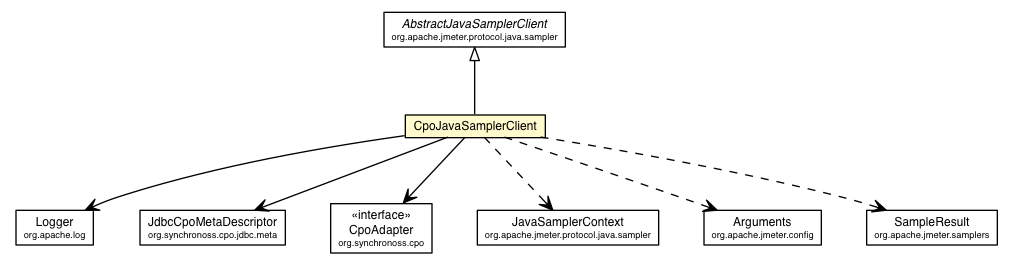 AbstractJavaSamplerClient
org.apache.jmeter.protocol.java.sampler
CpoJavaSamplerClient
Logger
org.apache.log
JdbcCpoMetaDescriptor
org.synchronoss.cpo.jdbc.meta
«interface»
CpoAdapter
org.synchronoss.cpo
JavaSamplerContext
org.apache.jmeter.protocol.java.sampler
Arguments
org.apache.jmeter.config
SampleResult
org.apache.jmeter.samplers